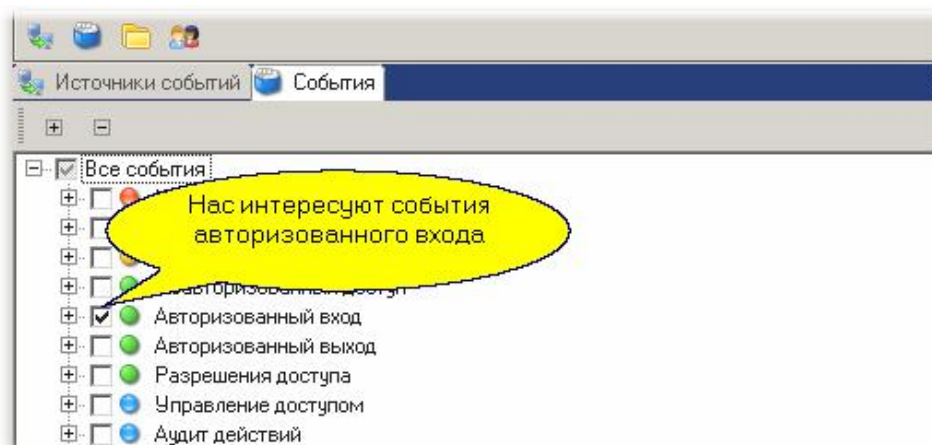 Источники событий События
Все события
Нас интересуют события
авторизованного входа
Авторизованный вход
Авторизованный выход
Разрешения доступа
Управление доступом
Аудит действий